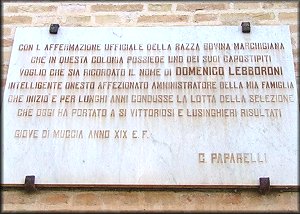 CON L'AFFERMAZIONE UFFICIALE DELLA RAZZA BOVINA MARCHIGIANA
CHE IN QUESTA COLONIA POSSIEDE UNO DEI SUOI CAPOSTIPITI
VOGLIO CHE SIA RICORDATO IL NOME DI DOMENICO LEBBORONI
INTELLIGENTE ONESTO AFFEZIONATO AMMINISTRATORE DELLA MIA FAMIGLIA
CHE INIZIÒ E PER LUNGHI ANNI CONDUSSE LA LOTTA DELLA SELEZIONE
CHE OGGI HA PORTATO A SI VITTORIOSI E LUSINGHIERI RISULTATI
GIOVE DI MUCCIA ANNO XIX E. F.
G PAPARELLI